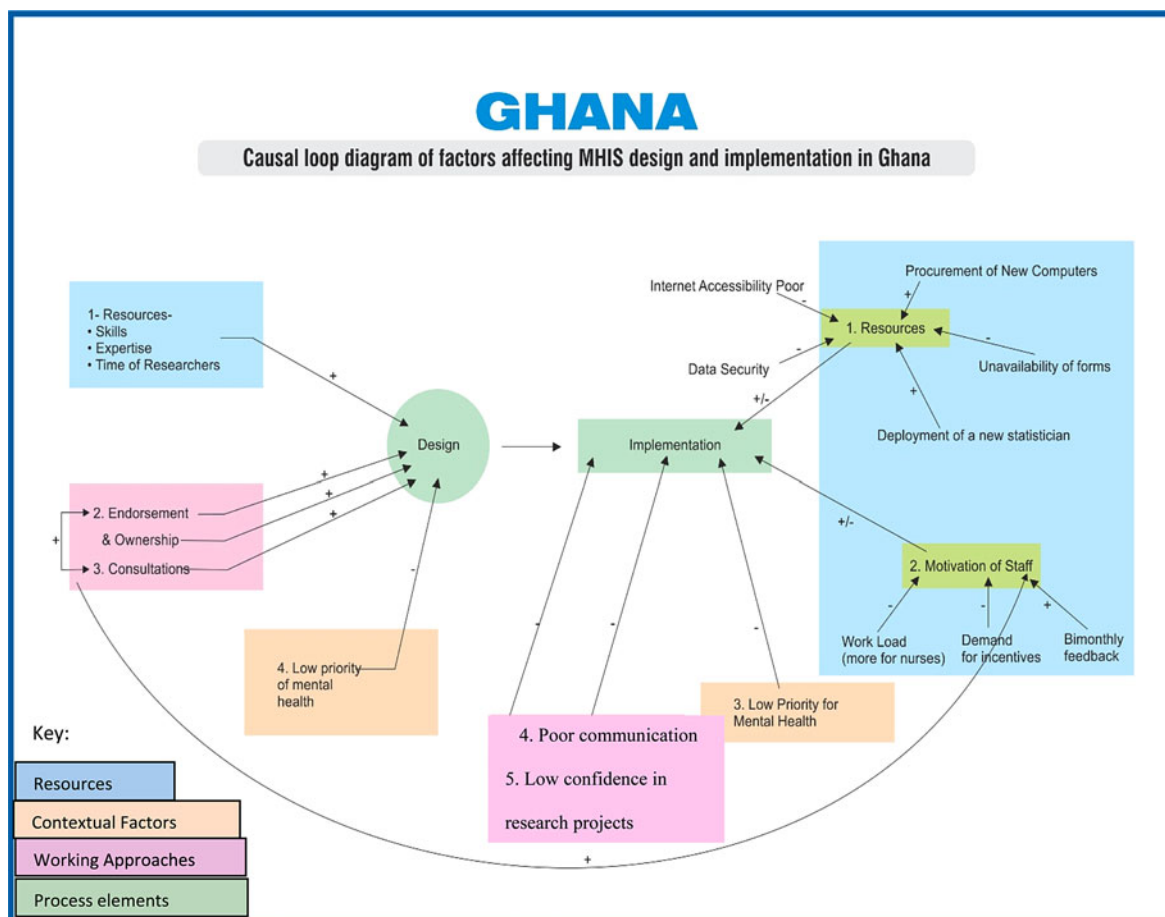 GHANA
Causal loop diagram of factors affecting MHIS design and implementation in Ghana
1- Resources-
• Skills
• Expertise
• Time of Researchers
+
Design
2. Endorsement
& Ownership
3. Consultations
+
+
+
+
-
4. Low priority
of mental
health
Internet Accessibility Poor
-
Procurement of New Computers
+
1. Resources
-
Data Security
-
Unavailability of forms
+/-
+
Deployment of a new statistician
Implementation
+/-
2. Motivation of Staff
-
-
+
Work Load
(more for nurses)
Demand
for incentives
Bimonthly
feedback
-
-
-
3. Low Priority for
Mental Health
4. Poor communication
5. Low confidence in
research projects
+
Key:
Resources
Contextual Factors
Working Approaches
Process elements